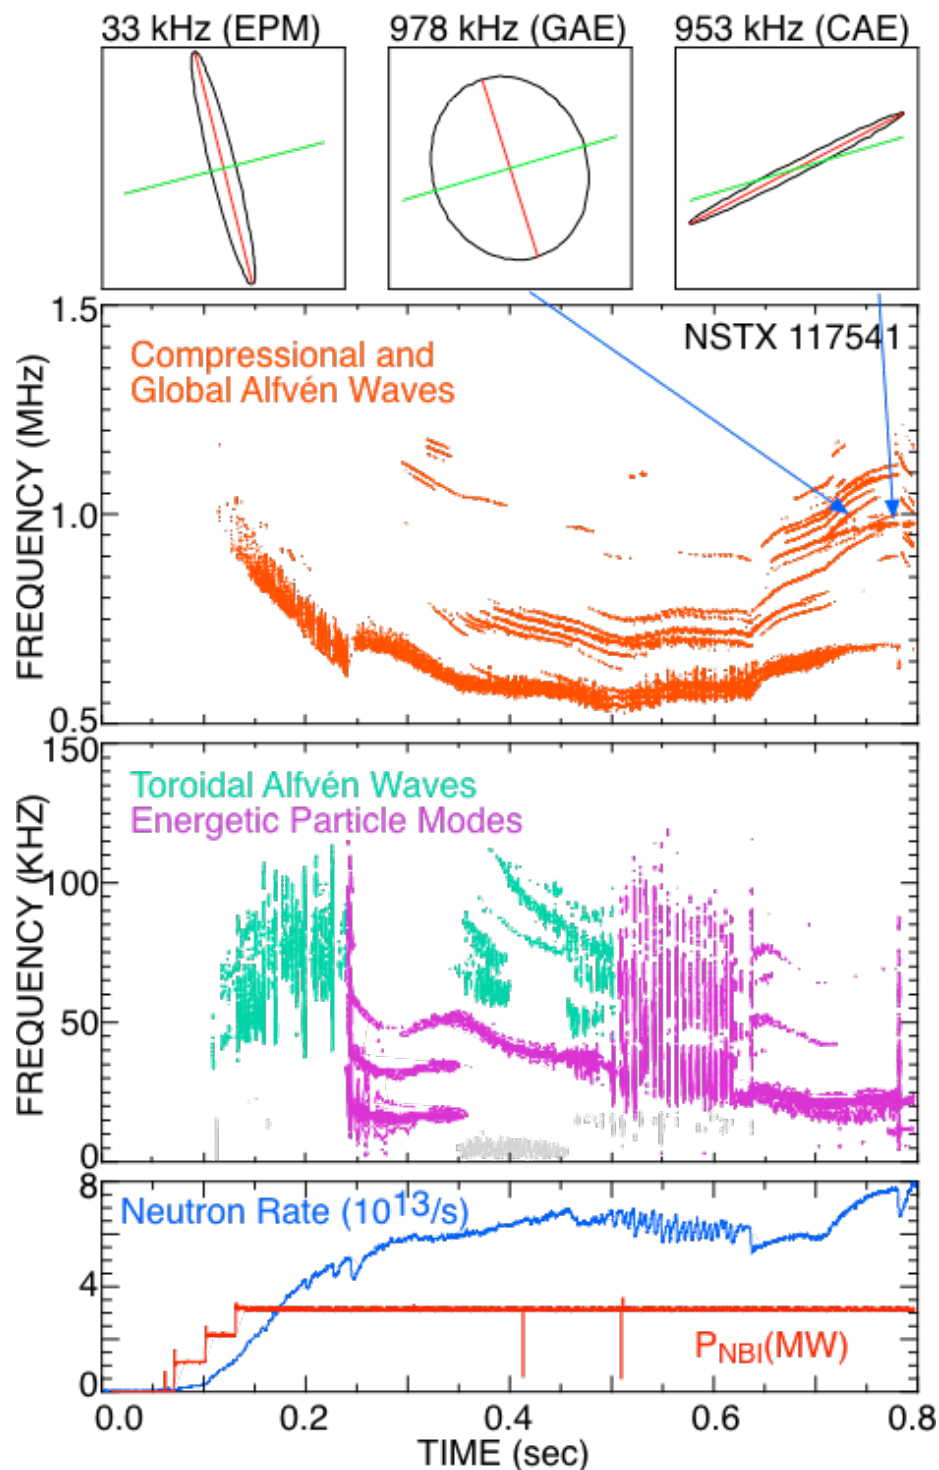 33 kHz (EPM)
978 kHz (GAE)
953 kHz (CAE)
1.5
1.0
0.5
FREQUENCY (MHz)
Compressional and
Global Alfvén Waves
NSTX 117541
150
100
50
0
FREQUENCY (KHZ)
Toroidal Alfvén Waves
Energetic Particle Modes
8
4
0
Neutron Rate (10¹³/s)
PNBI(MW)
0.0
0.2
0.4
0.6
0.8
TIME (sec)